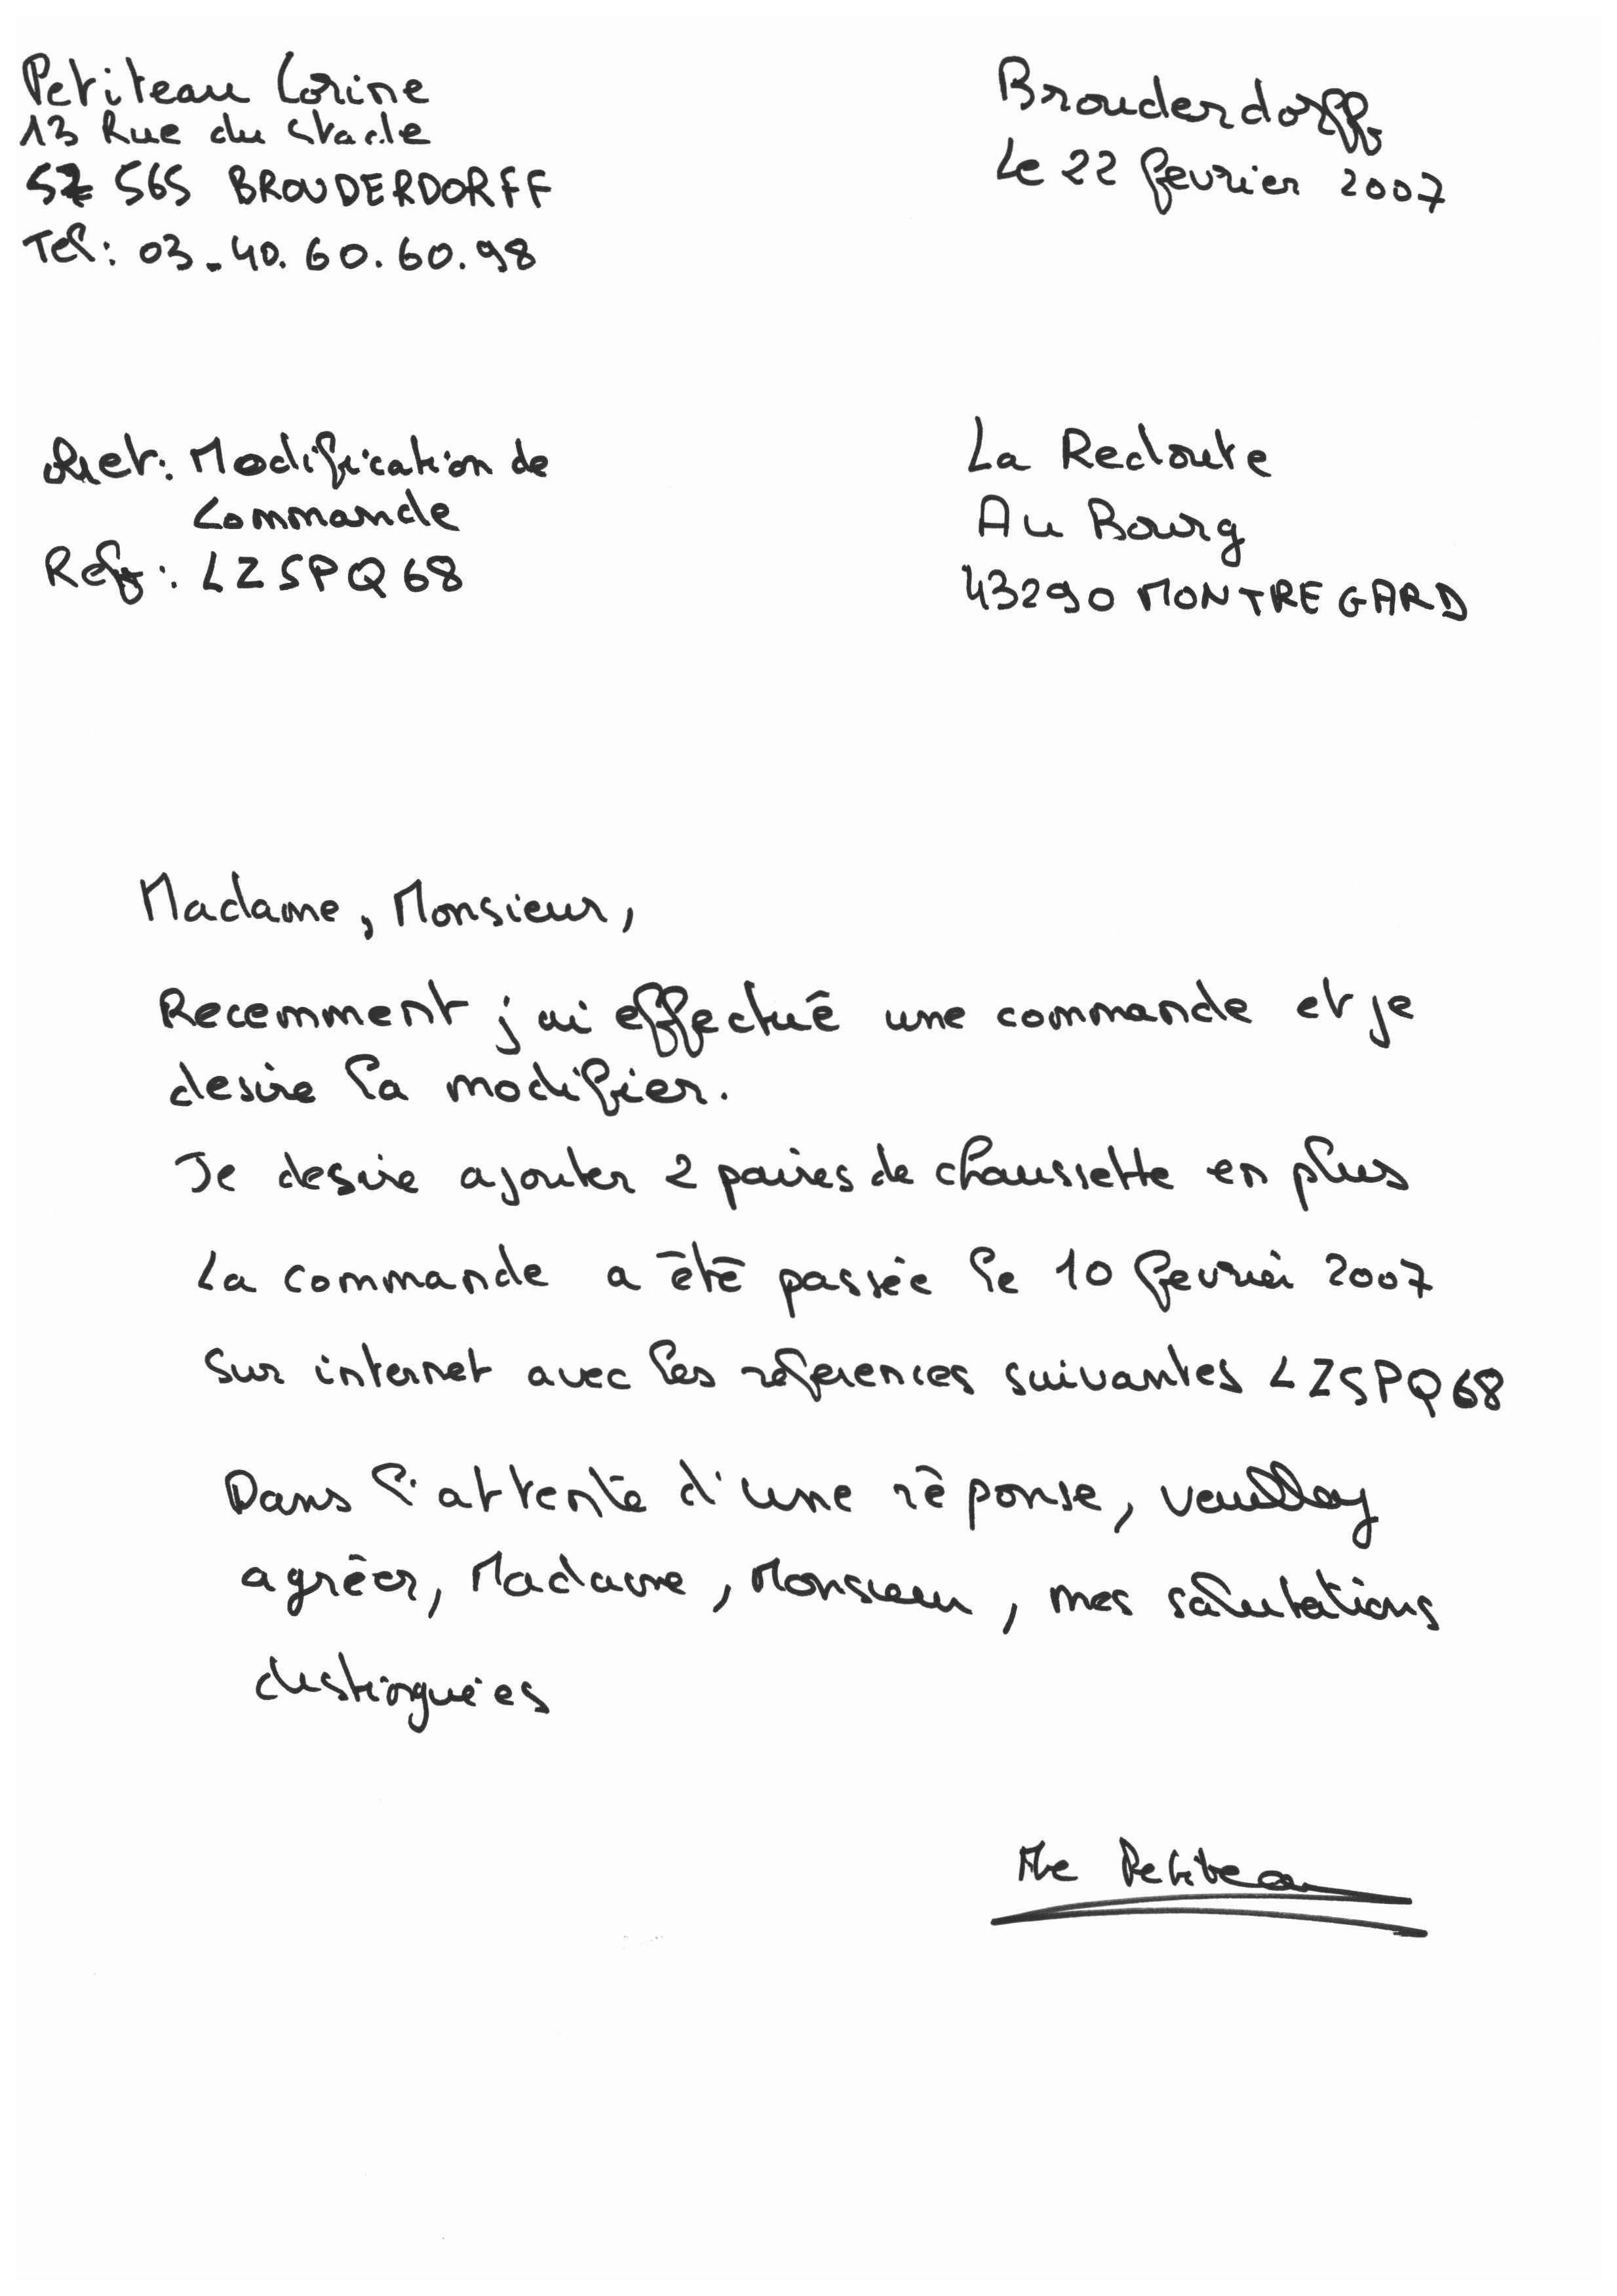 Petiteau Corine
13 Rue du Stade
57 565 BROUDERDORFF
Tel: 03.40.60.60.98
Brouderdorff,
Le 22 fevrier 2007
Objet: Modification de
Commande
Ref: LZSPQ68
La Redoute
Au Bourg
43290 MONTREGARD
Madame, Monsieur,
Recemment j'ai effectué une commande et je
desire la modifier.
Je desire ajouter 2 paires de chaussette en plus
La commande a été passée le 10 fevrier 2007
Sur internet avec les references suivantes LZSPQ68
Dans l'attente d'une réponse, veuillez
agréer, Madame, Monsieur, mes salutations
distinguées
Me Petiteau